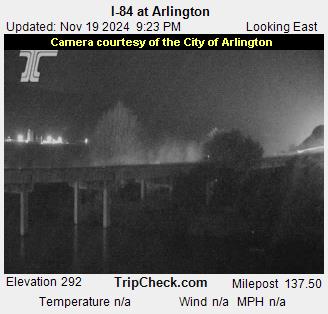 I-84 at Arlington
Updated: Nov 19 2024 9:23 PM Looking East
Camera courtesy of the City of Arlington
Elevation 292 TripCheck.com Milepost 137.50
Temperature n/a Wind n/a MPH n/a